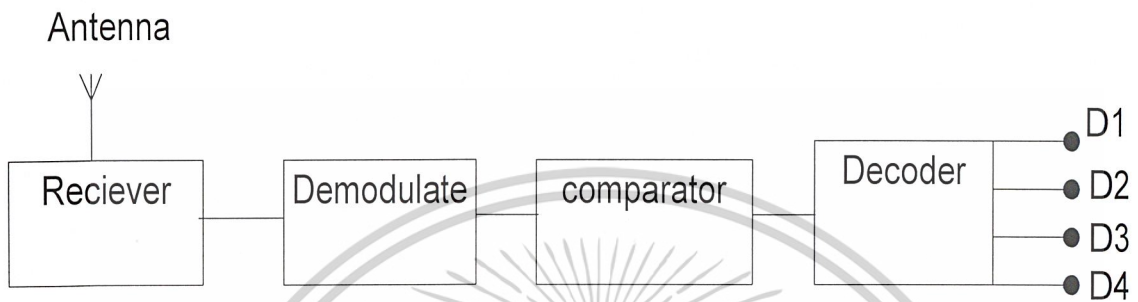 Antenna
Reciever
Demodulate
comparator
Decoder
D1
D2
D3
D4